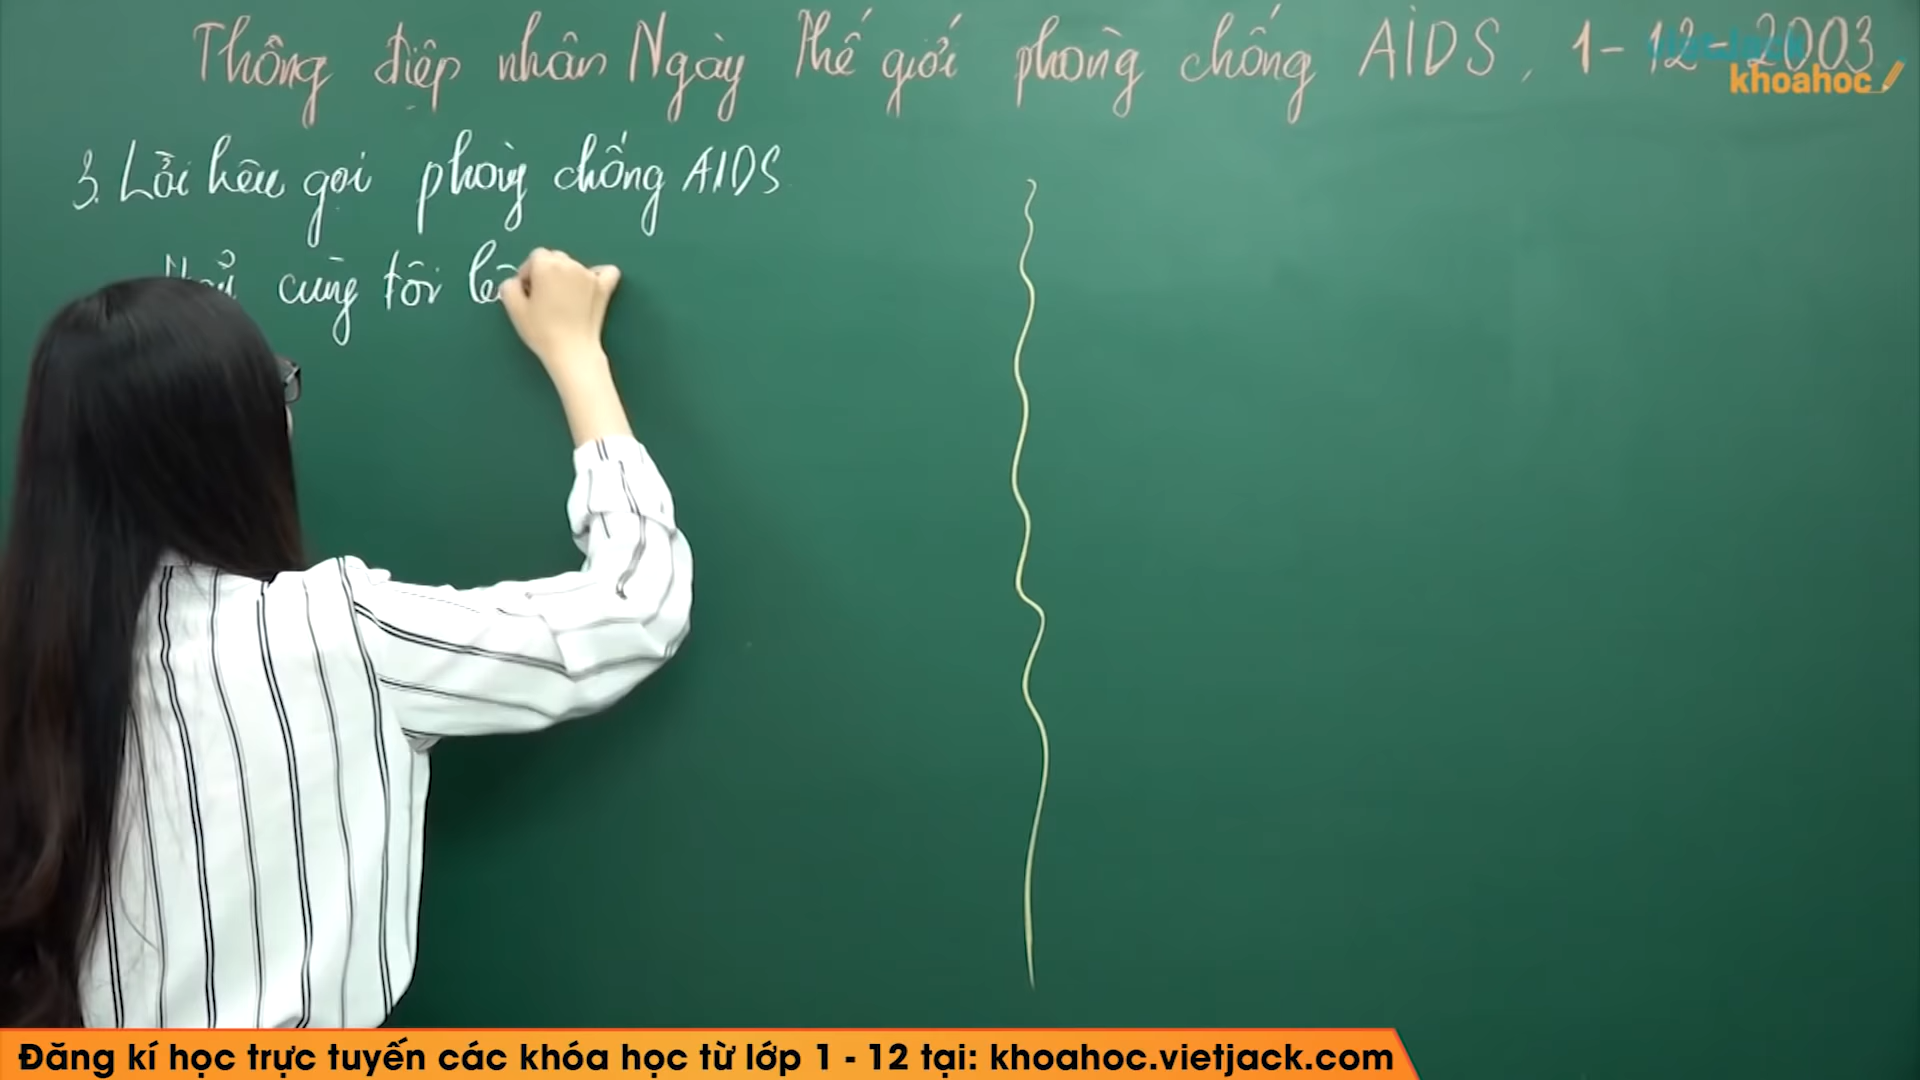 Thông điệp nhân Ngày Thế giới phòng chống AIDS, 1-12-2003
vietjack
khoahoc
3. Lời kêu gọi phòng chống AIDS
cùng tôi
Đăng kí học trực tuyến các khóa học từ lớp 1 - 12 tại: khoahoc.vietjack.com